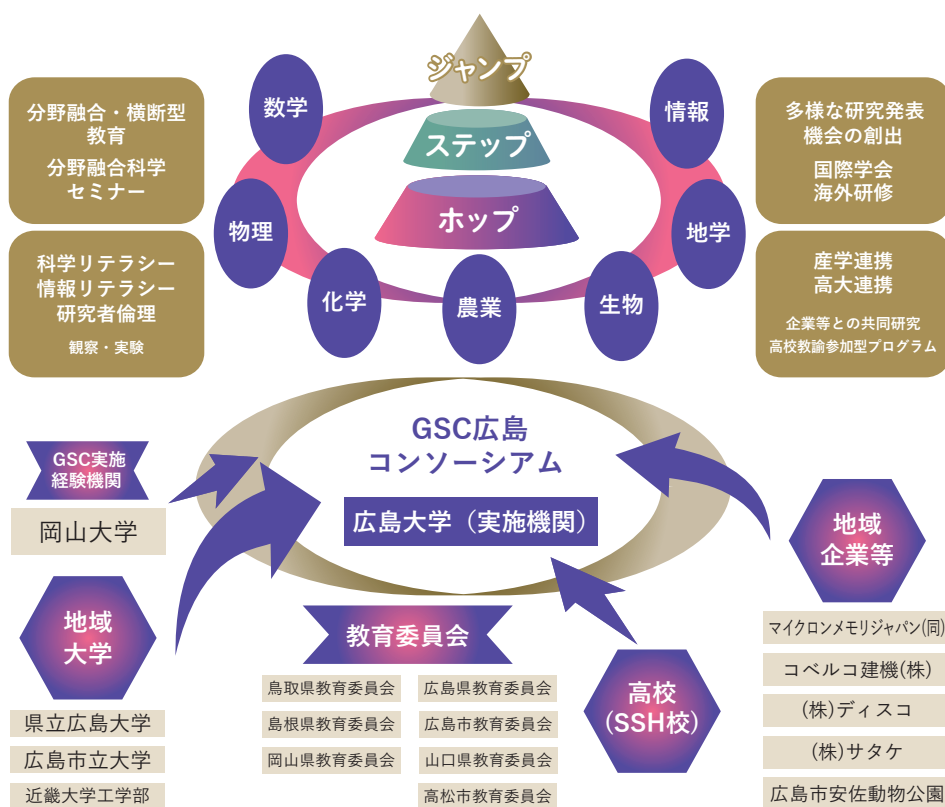 ジャンプ
ステップ
ホップ
数学
情報
物理
地学
化学
農業
生物
分野融合・横断型
教育
分野融合科学
セミナー
科学リテラシー
情報リテラシー
研究者倫理
観察・実験
多様な研究発表
機会の創出
国際学会
海外研修
産学連携
高大連携
企業等との共同研究
高校教諭参加型プログラム
GSC広島
コンソーシアム
広島大学（実施機関）
GSC実施
経験機関
岡山大学
地域
大学
県立広島大学
広島市立大学
近畿大学工学部
教育委員会
鳥取県教育委員会
島根県教育委員会
岡山県教育委員会
広島県教育委員会
広島市教育委員会
山口県教育委員会
高松市教育委員会
高校
(SSH校)
地域
企業等
マイクロンメモリジャパン(同)
コベルコ建機(株)
(株)ディスコ
(株)サタケ
広島市安佐動物公園